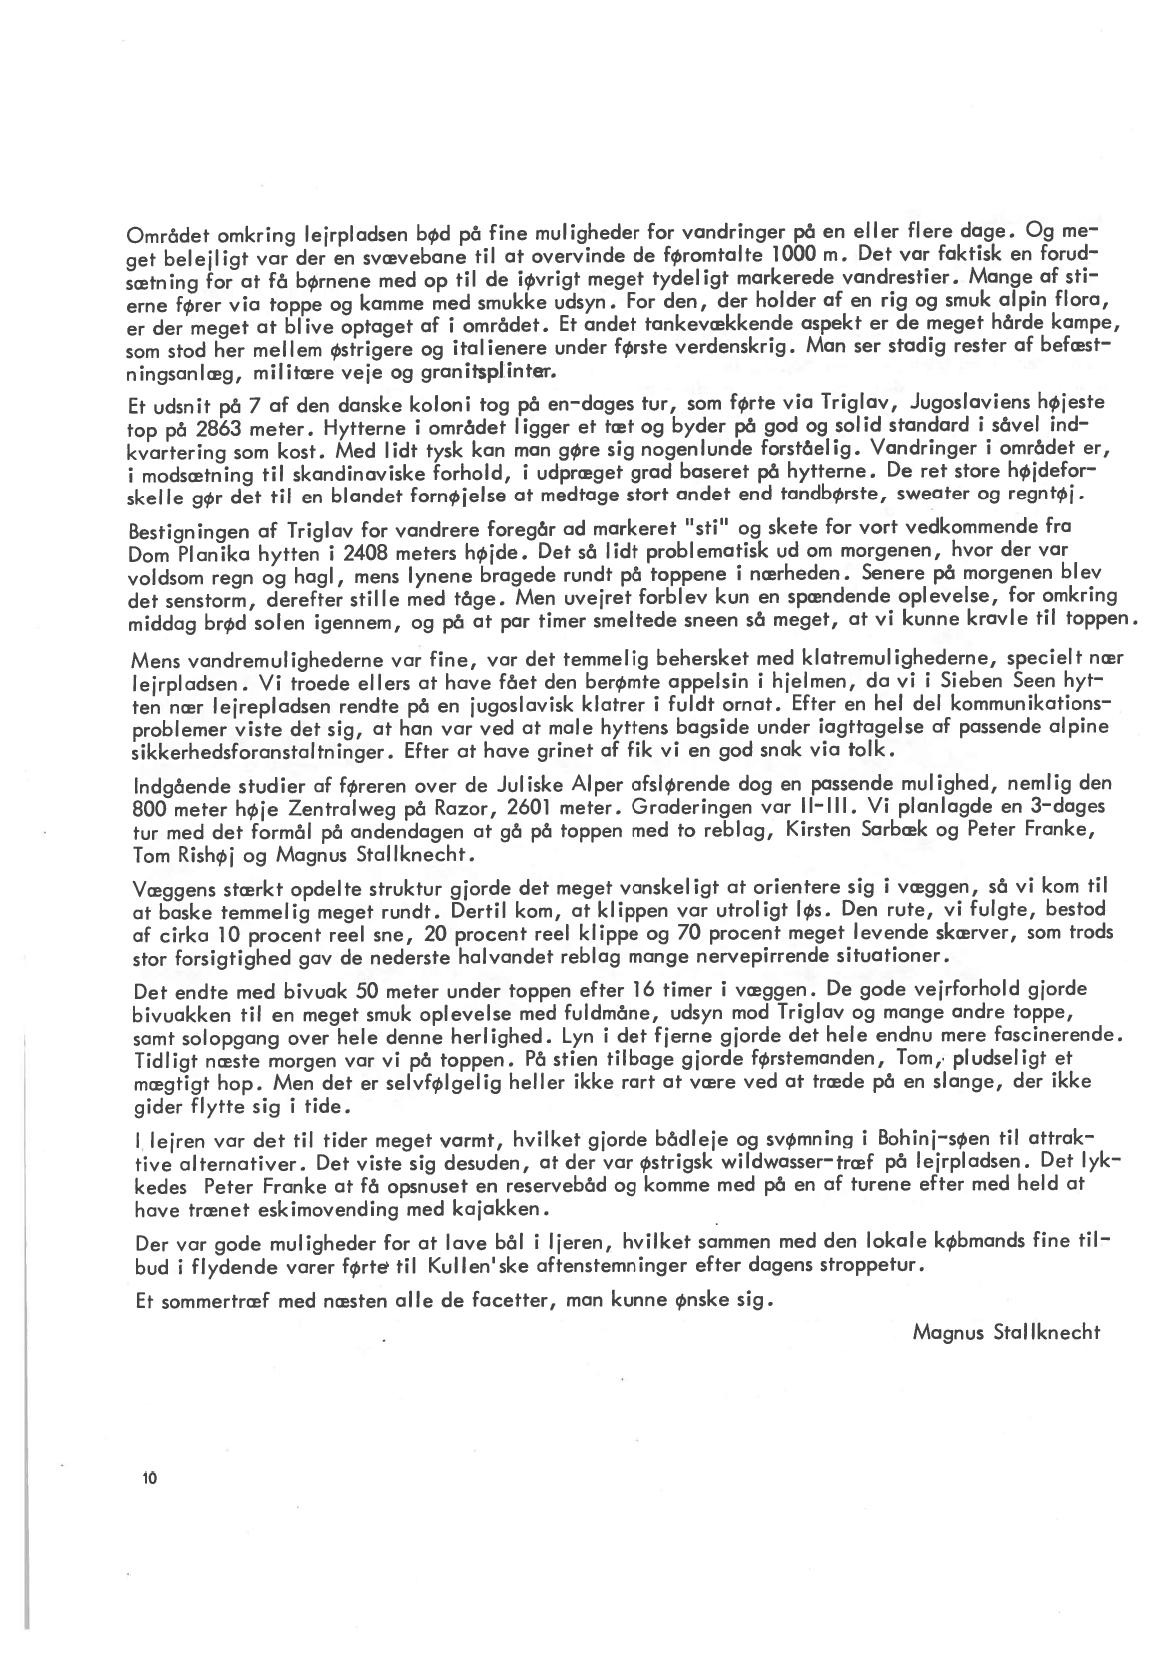 Området omkring lejrpladsen bød på fine muligheder for vandringer på en eller flere dage. Og me-
get belejligt var der en svævebane til at overvinde de føromtalte 1000 m. Det var faktisk en forud-
sætning for at få børnene med op til de iøvrigt meget tydeligt markerede vandrestier. Mange af sti-
erne fører via toppe og kamme med smukke udsyn. For den, der holder af en rig og smuk alpin flora,
er der meget at blive optaget af i området. Et andet tankevækkende aspekt er de meget hårde kampe,
som stod her mellem østrigere og italienere under første verdenskrig. Man ser stadig rester af befæst-
ningsanlæg, militære veje og granitsplinter.
Et udsnit på 7 af den danske koloni tog på en-dages tur, som førte via Triglav, Jugoslaviens højeste
top på 2863 meter. Hytterne i området ligger et tæt og byder på god og solid standard i såvel ind-
kvartering som kost. Med lidt tysk kan man gøre sig nogenlunde forståelig. Vandringer i området er,
i modsætning til skandinaviske forhold, i udpræget grad baseret på hytterne. De ret store højdefor-
skelle gør det til en blandet fornøjelse at medtage stort andet end tandbørste, sweater og regntøj.
Bestigningen af Triglav for vandrere foregår ad markeret "sti" og skete for vort vedkommende fra
Dom Planika hytten i 2408 meters højde. Det så lidt problematisk ud om morgenen, hvor der var
voldsom regn og hagl, mens lynene bragede rundt på toppene i nærheden. Senere på morgenen blev
det senstorm, derefter stille med tåge. Men uvejret forblev kun en spændende oplevelse, for omkring
middag brød solen igennem, og på at par timer smeltede sneen så meget, at vi kunne kravle til toppen.
Mens vandremulighederne var fine, var det temmelig behersket med klatremulighederne, specielt nær
lejrpladsen. Vi troede ellers at have fået den berømte appelsin i hjelmen, da vi i Sieben Seen hyt-
ten nær lejrepladsen rendte på en jugoslavisk klatrer i fuldt ornat. Efter en hel del kommunikations-
problemer viste det sig, at han var ved at male hyttens bagside under iagttagelse af passende alpine
sikkerhedsforanstaltninger. Efter at have grinet af fik vi en god snak via tolk.
Indgående studier af føreren over de Juliske Alper afslørende dog en passende mulighed, nemlig den
800 meter høje Zentralweg på Razor, 2601 meter. Graderingen var II-III. Vi planlagde en 3-dages
tur med det formål på andendagen at gå på toppen med to reblag, Kirsten Sarbæk og Peter Franke,
Tom Rishøj og Magnus Stallknecht.
Væggens stærkt opdelte struktur gjorde det meget vanskeligt at orientere sig i væggen, så vi kom til
at baske temmelig meget rundt. Dertil kom, at klippen var utroligt løs. Den rute, vi fulgte, bestod
af cirka 10 procent reel sne, 20 procent reel klippe og 70 procent meget levende skærver, som trods
stor forsigtighed gav de nederste halvandet reblag mange nervepirrende situationer.
Det endte med bivuak 50 meter under toppen efter 16 timer i væggen. De gode vejrforhold gjorde
bivuakken til en meget smuk oplevelse med fuldmåne, udsyn mod Triglav og mange andre toppe,
samt solopgang over hele denne herlighed. Lyn i det fjerne gjorde det hele endnu mere fascinerende.
Tidligt næste morgen var vi på toppen. På stien tilbage gjorde førstemanden, Tom, pludseligt et
mægtigt hop. Men det er selvfølgelig heller ikke rart at være ved at træde på en slange, der ikke
gider flytte sig i tide.
I lejren var det til tider meget varmt, hvilket gjorde bådleje og svømning i Bohinj-søen til attrak-
tive alternativer. Det viste sig desuden, at der var østrigsk wildwasser-træf på lejrpladsen. Det lyk-
kedes Peter Franke at få opsnuset en reservebåd og komme med på en af turene efter med held at
have trænet eskimovending med kajakken.
Der var gode muligheder for at lave bål i ljeren, hvilket sammen med den lokale købmands fine til-
bud i flydende varer førte til Kullen'ske aftenstemninger efter dagens stroppetur.
Et sommertræf med næsten alle de facetter, man kunne ønske sig.
Magnus Stallknecht
10